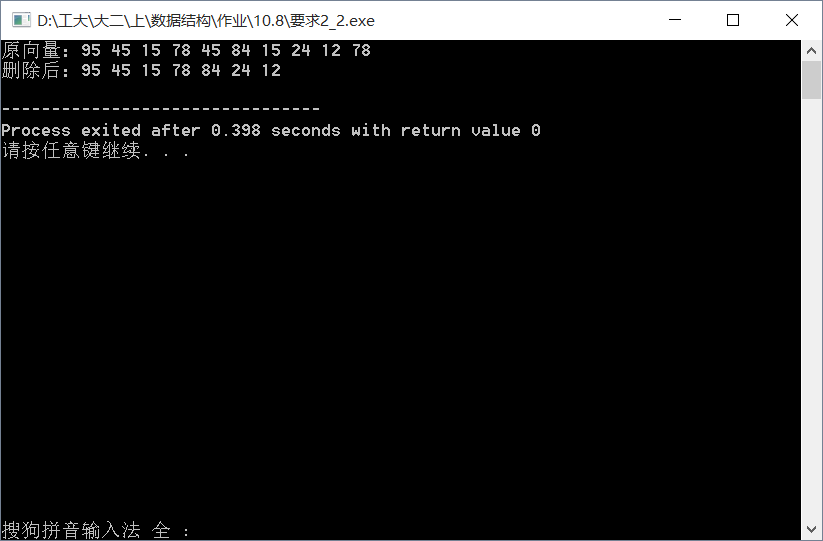 D:\工大\大二\上\数据结构\作业\10.8\要求2_2.exe
原向量: 95 45 15 78 45 84 15 24 12 78
删除后: 95 45 15 78 84 24 12
--------------------------------
Process exited after 0.398 seconds with return value 0
请按任意键继续. . .
搜狗拼音输入法 全 :